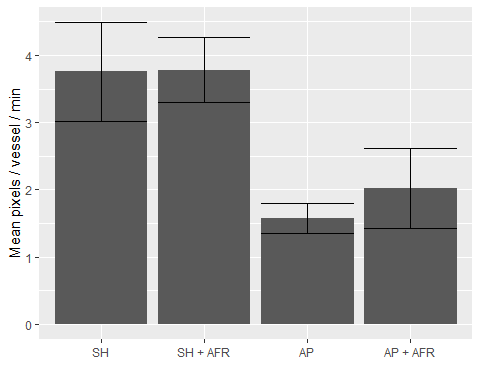 Mean pixels / vessel / min
4
3
2
1
0
SH
SH + AFR
AP
AP + AFR